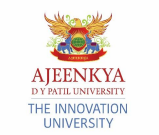 AJEENKYA
D Y PATIL UNIVERSITY
THE INNOVATION
UNIVERSITY